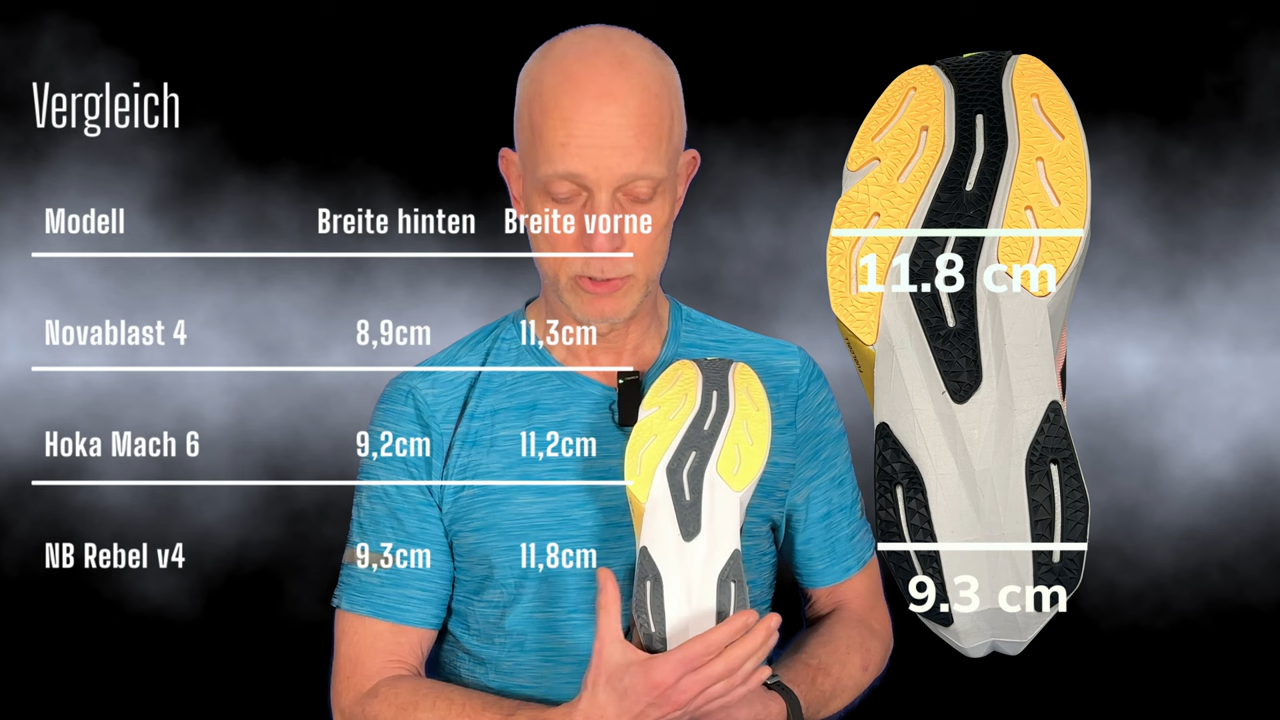 Vergleich
Modell Breite hinten Breite vorne
Novablast 4 8,9cm 11,3cm
Hoka Mach 6 9,2cm 11,2cm
NB Rebel v4 9,3cm 11,8cm
11.8 cm
9.3 cm